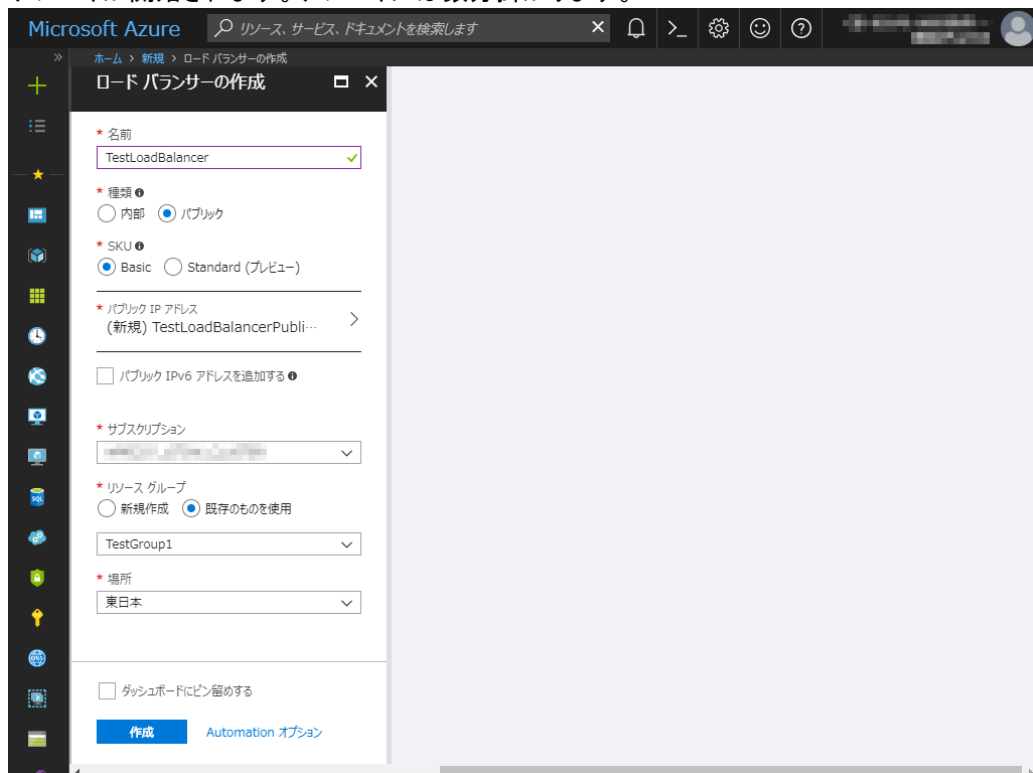 Microsoft Azure
リソース、サービス、ドキュメントを検索します
ホーム > 新規 > ロード バランサーの作成
ロード バランサーの作成
* 名前
TestLoadBalancer
* 種類
内部 パブリック
* SKU
Basic Standard (プレビュー)
* パブリック IP アドレス
(新規) TestLoadBalancerPubli…
パブリック IPv6 アドレスを追加する
* サブスクリプション
* リソース グループ
新規作成 既存のものを使用
TestGroup1
* 場所
東日本
ダッシュボードにピン留めする
作成 Automation オプション
SQL
DNS